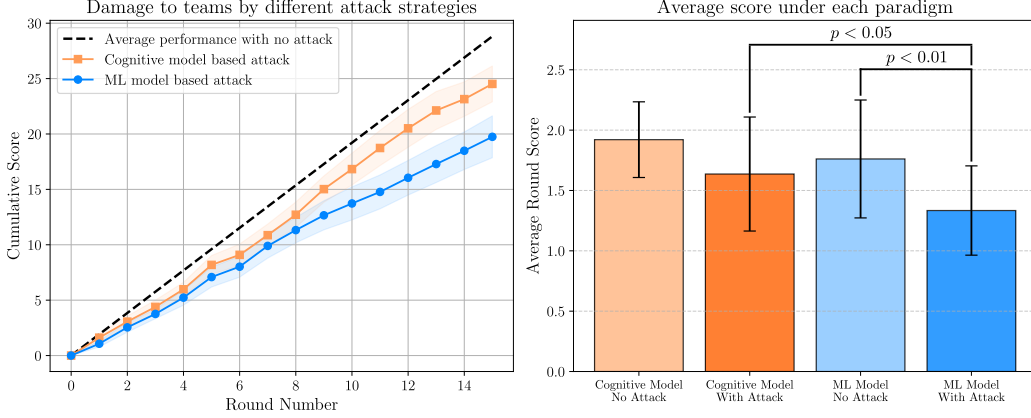 Damage to teams by different attack strategies
Cumulative Score
30
25
20
15
10
5
0
Average performance with no attack
Cognitive model based attack
ML model based attack
0 2 4 6 8 10 12 14
Round Number
Average score under each paradigm
Average Round Score
2.5
2.0
1.5
1.0
0.5
0.0
p < 0.05
p < 0.01
Cognitive Model
No Attack
Cognitive Model
With Attack
ML Model
No Attack
ML Model
With Attack